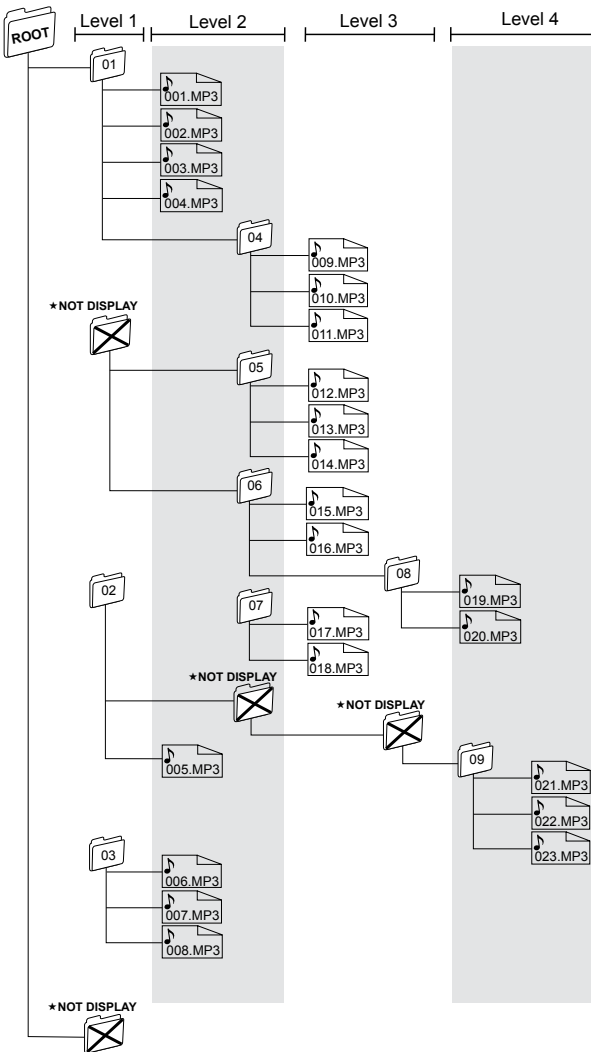 ROOT
Level 1 Level 2 Level 3 Level 4
01
001.MP3
002.MP3
003.MP3
004.MP3
04
009.MP3
010.MP3
011.MP3
★NOT DISPLAY
05
012.MP3
013.MP3
014.MP3
06
015.MP3
016.MP3
08
019.MP3
020.MP3
02
07
017.MP3
018.MP3
★NOT DISPLAY
★NOT DISPLAY
09
021.MP3
022.MP3
023.MP3
005.MP3
03
006.MP3
007.MP3
008.MP3
★NOT DISPLAY